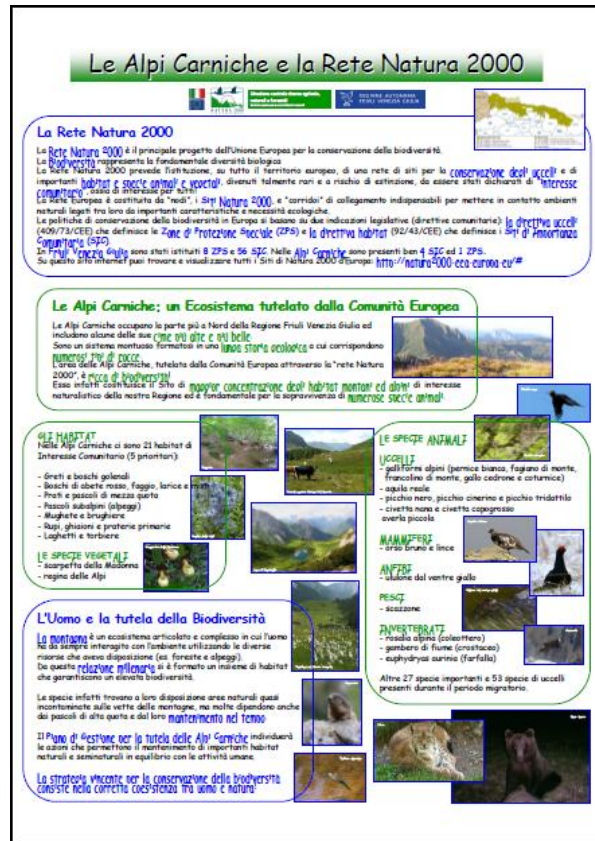 Le Alpi Carniche e la Rete Natura 2000
REGIONE AUTONOMA
FRIULI VENEZIA GIULIA
La Rete Natura 2000
La Rete Natura 2000 è il principale progetto dell'Unione Europea per la conservazione della biodiversità.
La Biodiversità rappresenta la fondamentale diversità biologica
La Rete Natura 2000 prevede l'istituzione, su tutto il territorio europeo, di una rete di siti per la conservazione degli uccelli e di
importanti habitat e specie animali e vegetali, divenuti talmente rari e a rischio di estinzione, da essere stati dichiarati di "interesse
comunitario", ossia di interesse per tutti!
La Rete Europea è costituita da "nodi", i Siti Natura 2000, e "corridoi" di collegamento indispensabili per mettere in contatto ambienti
naturali legati tra loro da importanti caratteristiche e necessità ecologiche.
Le politiche di conservazione della biodiversità in Europa si basano su due indicazioni legislative (direttive comunitarie): la direttiva uccelli
(409/73/CEE) che definisce le Zone di Protezione Speciale (ZPS) e la direttiva habitat (92/43/CEE) che definisce i Siti di Importanza
Comunitaria (SIC).
In Friuli Venezia Giulia sono stati istituiti 8 ZPS e 56 SIC. Nelle Alpi Carniche sono presenti ben 4 SIC ed 1 ZPS.
Su questo sito internet puoi trovare e visualizzare tutti i Siti di Natura 2000 d'Europa: http://natura2000.eea.europa.eu/#
Le Alpi Carniche: un Ecosistema tutelato dalla Comunità Europea
Le Alpi Carniche occupano la parte più a Nord della Regione Friuli Venezia Giulia ed
includono alcune delle sue cime più alte e più belle
Sono un sistema montuoso formatosi in una lunga storia geologica a cui corrispondono
numerosi tipi di rocce.
L'area delle Alpi Carniche, tutelata dalla Comunità Europea attraverso la "rete Natura
2000", è ricca di biodiversità!
Essa infatti costituisce il Sito di maggior concentrazione degli habitat montani ed alpini di interesse
naturalistico della nostra Regione ed è fondamentale per la sopravvivenza di numerose specie animali.
GLI HABITAT
Nelle Alpi Carniche ci sono 21 habitat di
Interesse Comunitario (5 prioritari):
- Greti e boschi golenali
- Boschi di abete rosso, faggio, larice e misti
- Prati e pascoli di mezza quota
- Pascoli subalpini (alpeggi)
- Mughete e brughiere
- Rupi, ghiaioni e praterie primarie
- Laghetti e torbiere
LE SPECIE VEGETALI
- scarpetta della Madonna
- regina delle Alpi
LE SPECIE ANIMALI
UCCELLI
- galliformi alpini (pernice bianca, fagiano di monte,
francolino di monte, gallo cedrone e coturnice)
- aquila reale
- picchio nero, picchio cinerino e picchio tridattilo
- civetta nana e civetta capogrosso
averla piccola
MAMMIFERI
- orso bruno e lince
ANFIBI
- ululone dal ventre giallo
PESCI
- scazzone
INVERTEBRATI
- rosalia alpina (coleottero)
- gambero di fiume (crostaceo)
- euphydryas aurinia (farfalla)
Altre 27 specie importanti e 53 specie di uccelli
presenti durante il periodo migratorio.
L'Uomo e la tutela della Biodiversità
La montagna è un ecosistema articolato e complesso in cui l'uomo
ha da sempre interagito con l'ambiente utilizzando le diverse
risorse che aveva disposizione (es. foreste e alpeggi).
Da questa relazione millenaria si è formato un insieme di habitat
che garantiscono un elevata biodiversità.
Le specie infatti trovano a loro disposizione aree naturali quasi
incontaminate sulle vette delle montagne, ma molte dipendono anche
dai pascoli di alta quota e dal loro mantenimento nel tempo
Il Piano di Gestione per la tutela delle Alpi Carniche individuerà
le azioni che permettono il mantenimento di importanti habitat
naturali e seminaturali in equilibrio con le attività umane.
La strategia vincente per la conservazione della biodiversità
consiste nella corretta coesistenza tra uomo e natura!